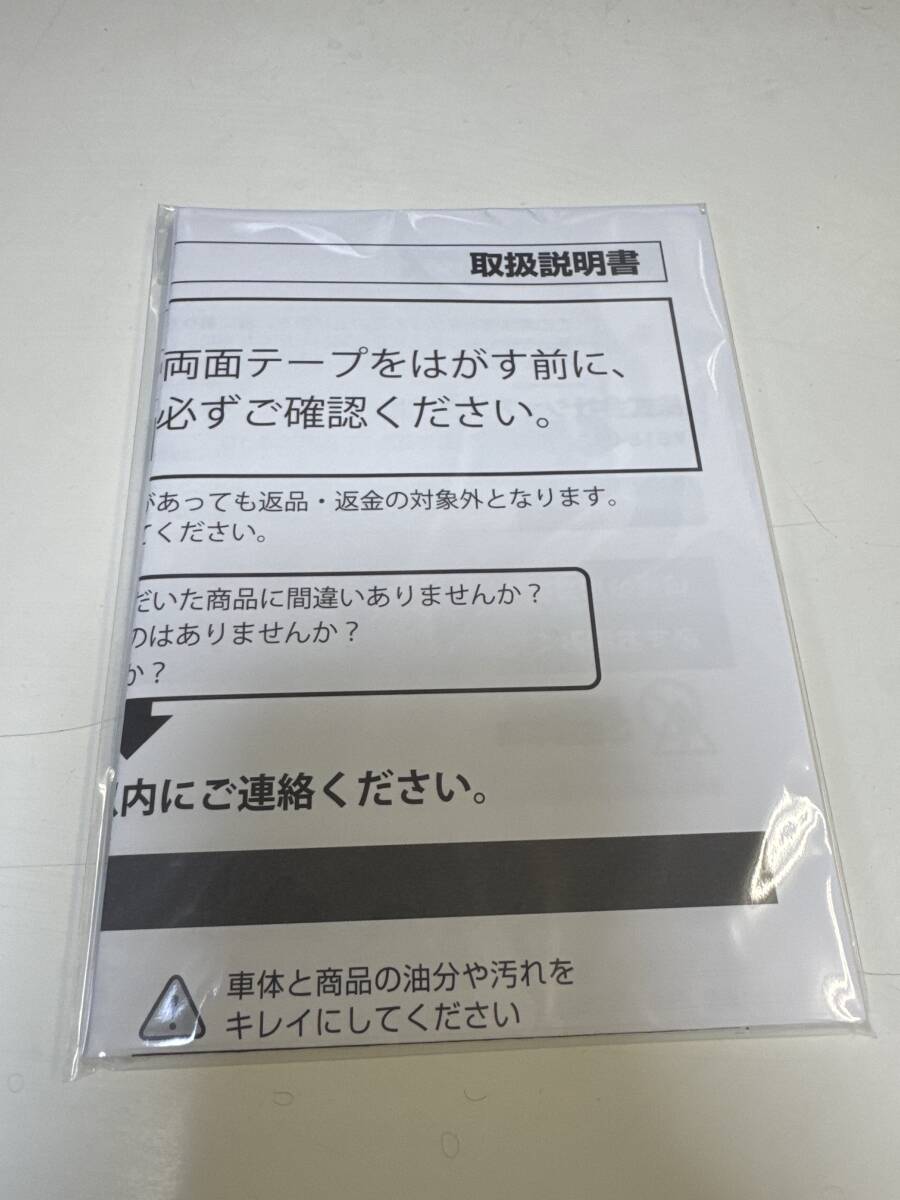 取扱説明書
両面テープをはがす前に、
必ずご確認ください。
があっても返品・返金の対象外となります。
てください。
だいた商品に間違いありませんか？
のはありませんか？
か？
以内にご連絡ください。
車体と商品の油分や汚れを
キレイにしてください